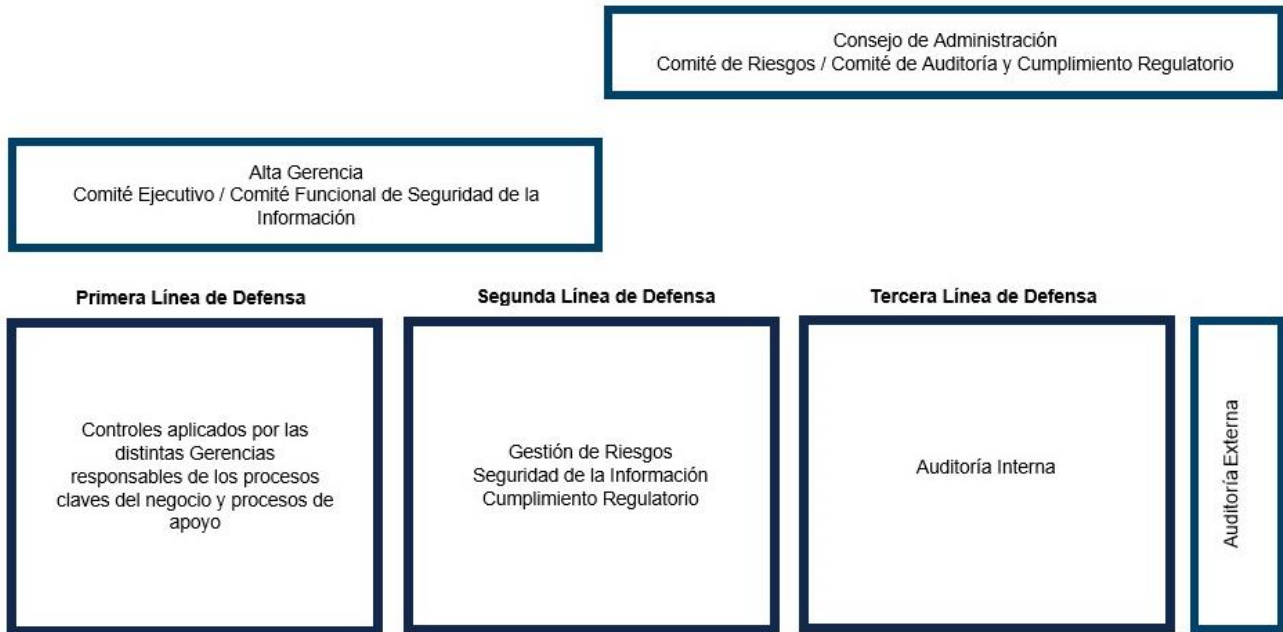 Consejo de Administración
Comité de Riesgos / Comité de Auditoría y Cumplimiento Regulatorio
Alta Gerencia
Comité Ejecutivo / Comité Funcional de Seguridad de la
Información
Primera Línea de Defensa
Controles aplicados por las
distintas Gerencias
responsables de los procesos
claves del negocio y procesos de
apoyo
Segunda Línea de Defensa
Gestión de Riesgos
Seguridad de la Información
Cumplimiento Regulatorio
Tercera Línea de Defensa
Auditoría Interna
Auditoría Externa